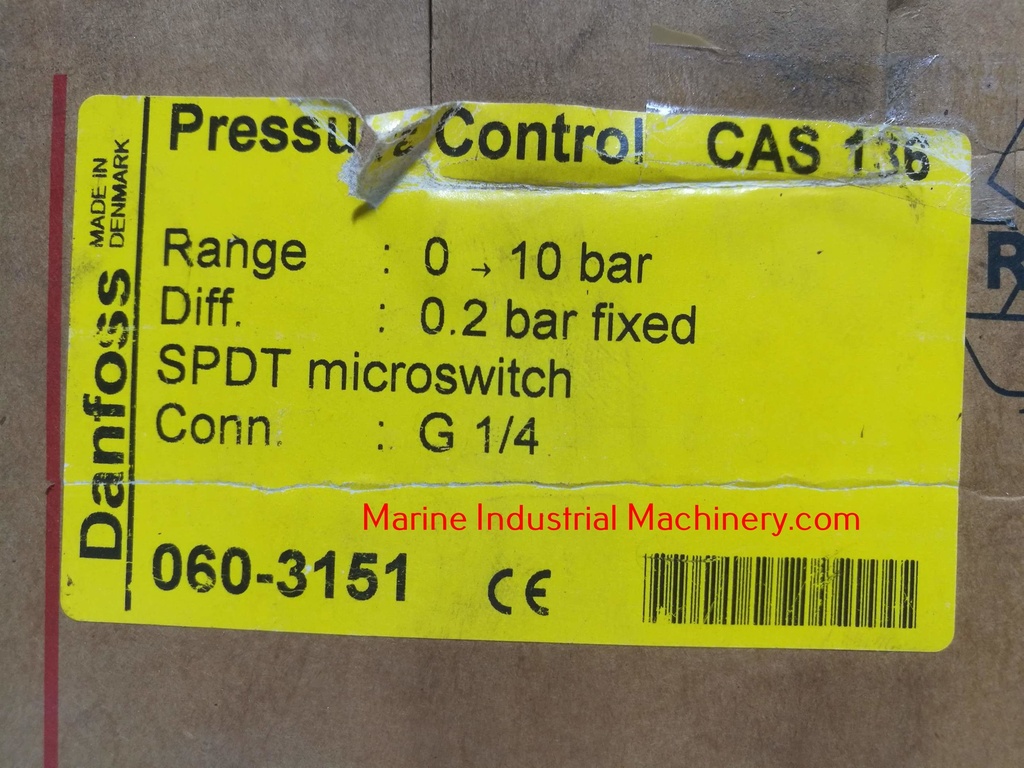 Pressure Control CAS 136
MADE IN
DENMARK
Danfoss
Range : 0 → 10 bar
Diff. : 0.2 bar fixed
SPDT microswitch
Conn. : G 1/4
Marine Industrial Machinery.com
060-3151 CE
R